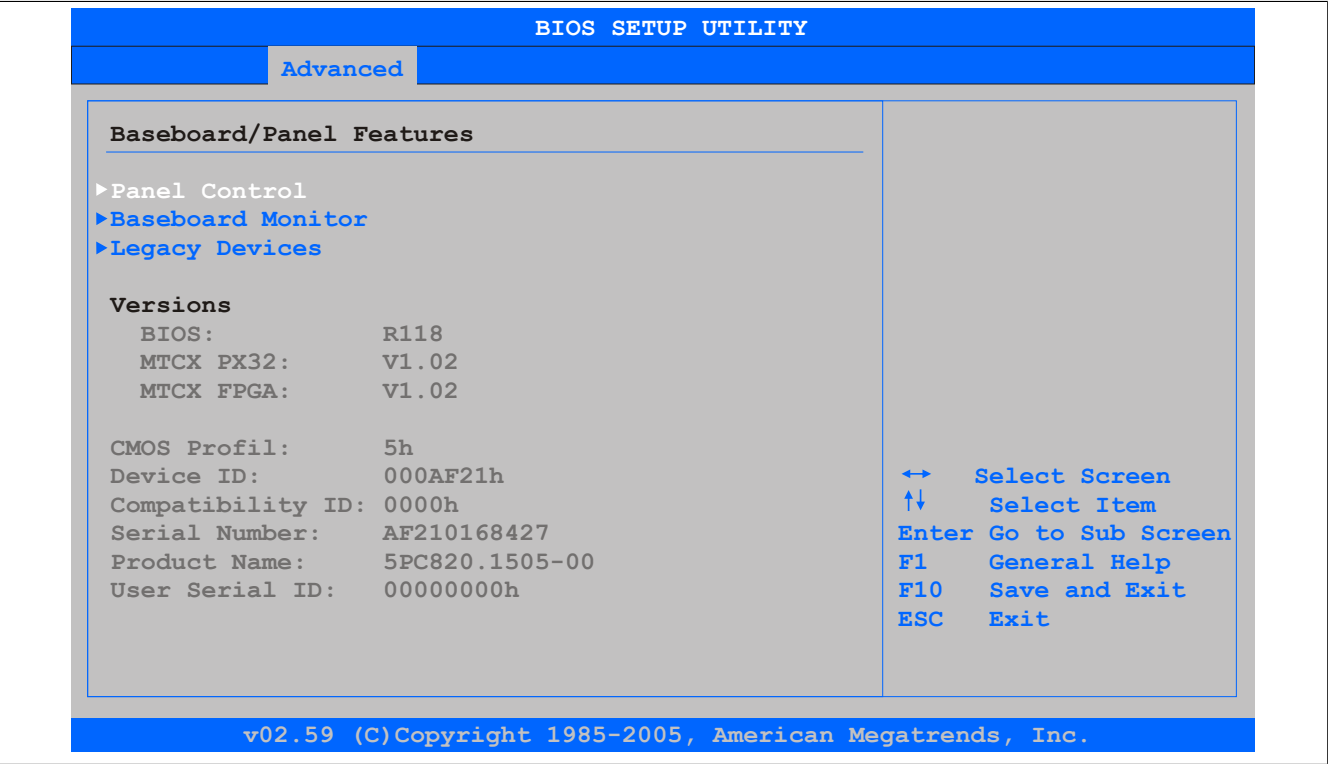 BIOS SETUP UTILITY
Advanced
Baseboard/Panel Features
Panel Control
Baseboard Monitor
Legacy Devices
Versions
BIOS: R118
MTCX PX32: V1.02
MTCX FPGA: V1.02
CMOS Profil: 5h
Device ID: 000AF21h
Compatibility ID: 0000h
Serial Number: AF210168427
Product Name: 5PC820.1505-00
User Serial ID: 00000000h
↔ Select Screen
↑↓ Select Item
Enter Go to Sub Screen
F1 General Help
F10 Save and Exit
ESC Exit
v02.59 (C)Copyright 1985-2005, American Megatrends, Inc.